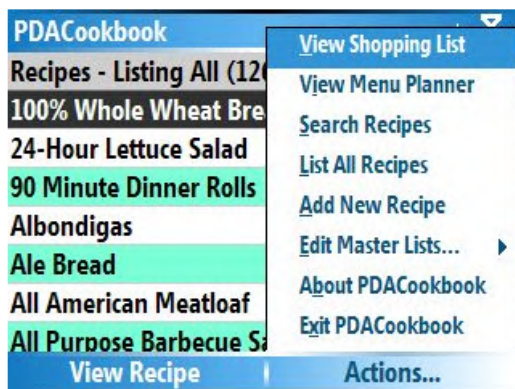 PDACookbook
Recipes - Listing All (126
100% Whole Wheat Bre
24-Hour Lettuce Salad
90 Minute Dinner Rolls
Albondigas
Ale Bread
All American Meatloaf
All Purpose Barbecue Sa
View Shopping List
View Menu Planner
Search Recipes
List All Recipes
Add New Recipe
Edit Master Lists...
About PDACookbook
Exit PDACookbook
View Recipe
Actions...